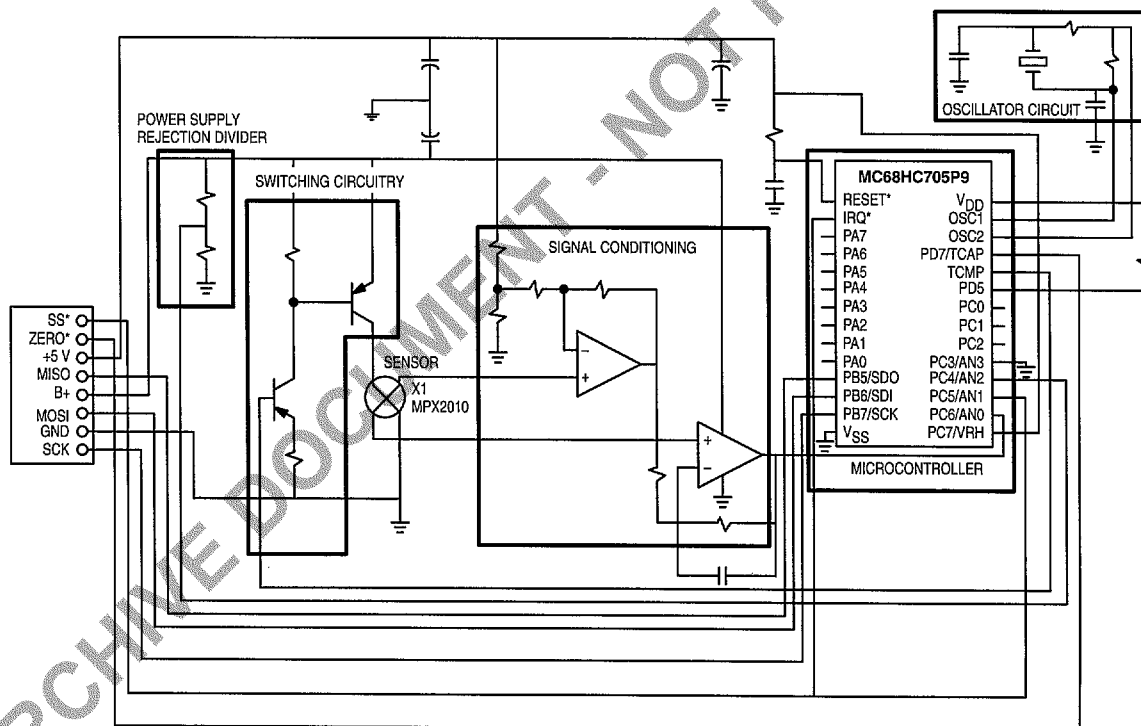 ARCHIVE DOCUMENT - NOT
POWER SUPPLY
REJECTION DIVIDER
SWITCHING CIRCUITRY
SENSOR
X1
MPX2010
SIGNAL CONDITIONING
OSCILLATOR CIRCUIT
SS*
ZERO*
+5 V
MISO
B+
MOSI
GND
SCK
MC68HC705P9
RESET*
IRQ*
PA7
PA6
PA5
PA4
PA3
PA2
PA1
PA0
PB5/SDO
PB6/SDI
PB7/SCK
VSS
VDD
OSC1
OSC2
PD7/TCAP
TCMP
PD5
PC0
PC1
PC2
PC3/AN3
PC4/AN2
PC5/AN1
PC6/AN0
PC7/VRH
MICROCONTROLLER
−
+
+
−